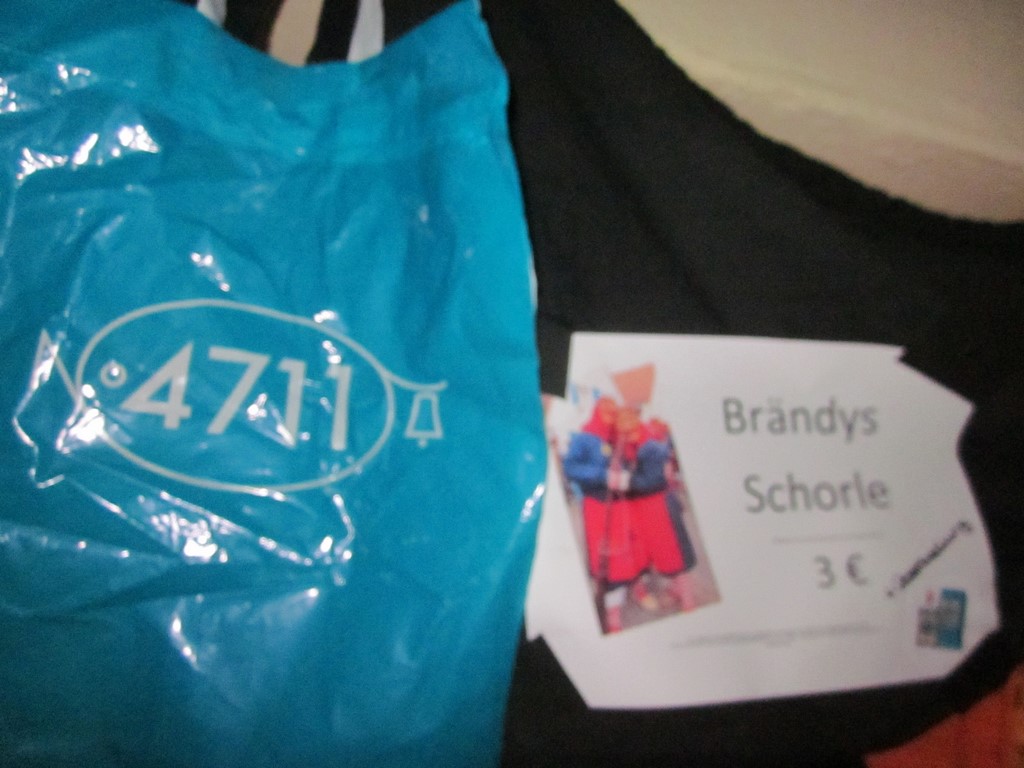 4711
Brändys
Schorle
3 €